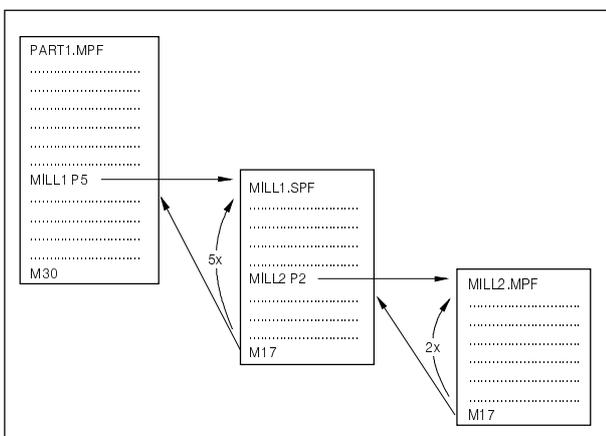 PART1.MPF
MILL1 P5
M30
5x
MILL1.SPF
MILL2 P2
M17
2x
MILL2.MPF
M17